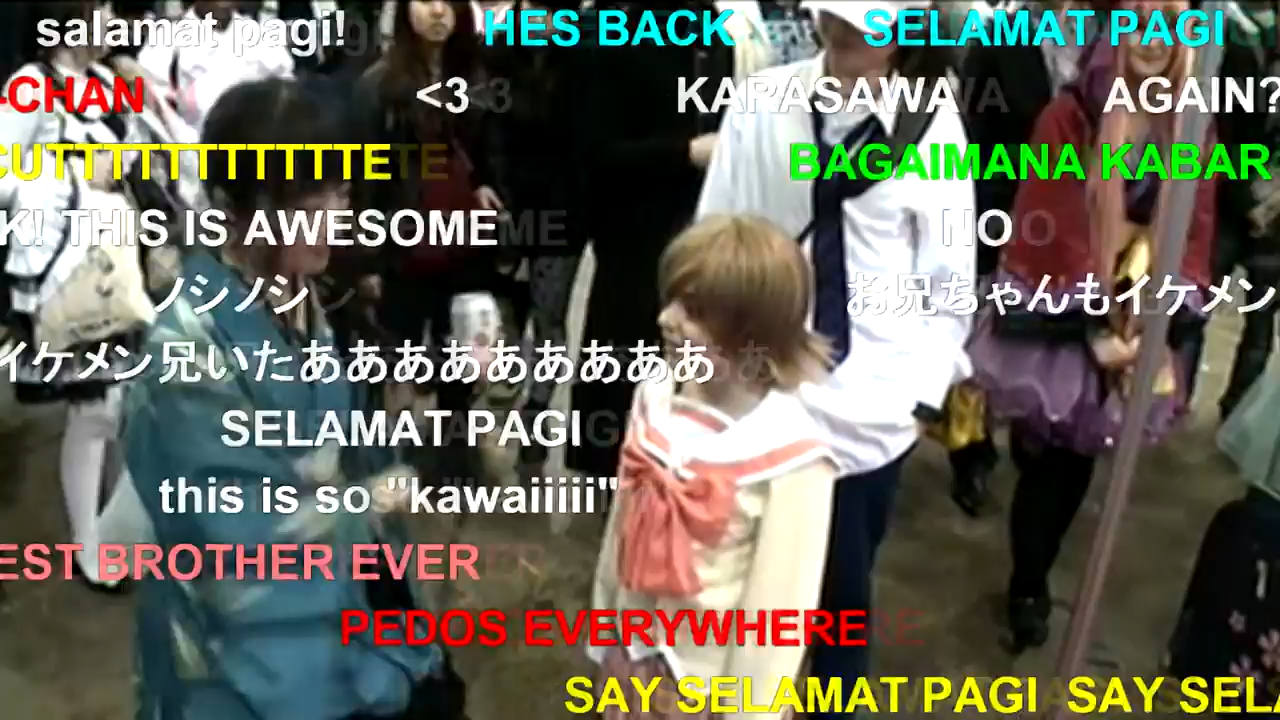 salamat pagi! HES BACK SELAMAT PAGI
-CHAN <3 KARASAWA AGAIN?
CUTTTTTTTTTTTE BAGAIMANA KABAR
K! THIS IS AWESOME NO
ノシノシ お兄ちゃんもイケメン
イケメン兄いたあああああああああ
SELAMAT PAGI
this is so "kawaiiiii"
EST BROTHER EVER
PEDOS EVERYWHERE
SAY SELAMAT PAGI SAY SEL